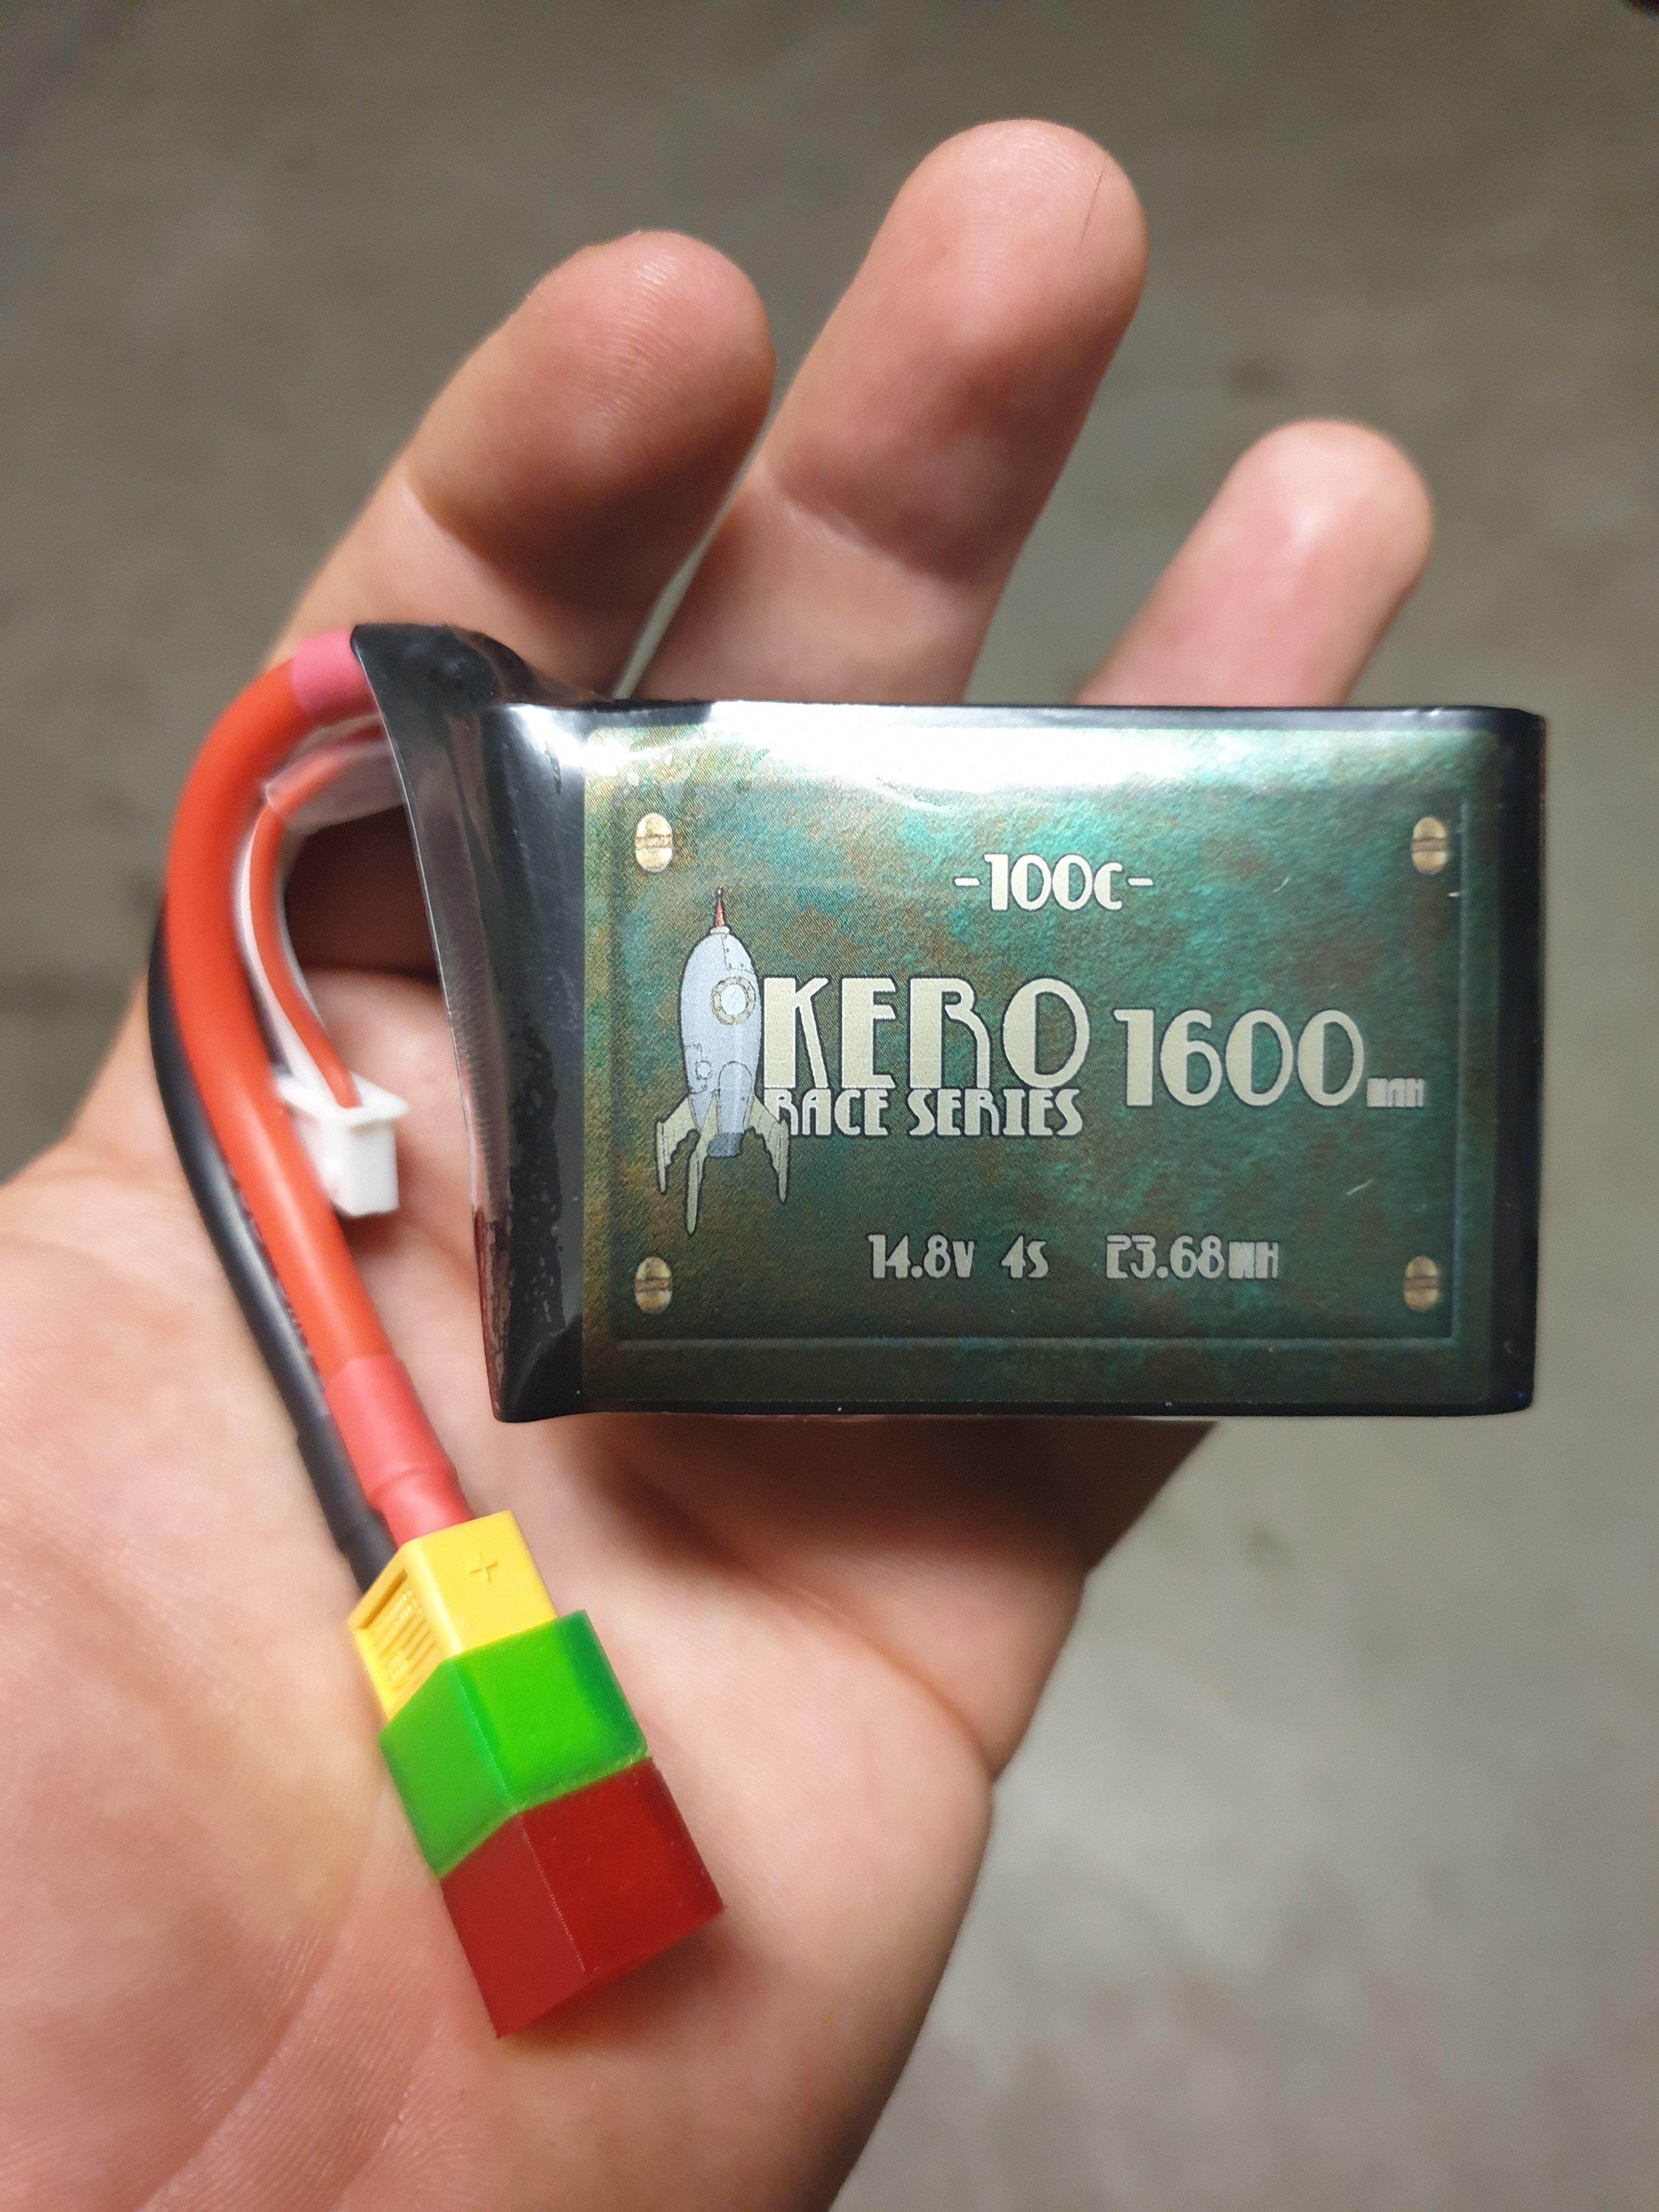 -100C-
KERO 1600MAH
RACE SERIES
14.8V 4S 23.68WH
+